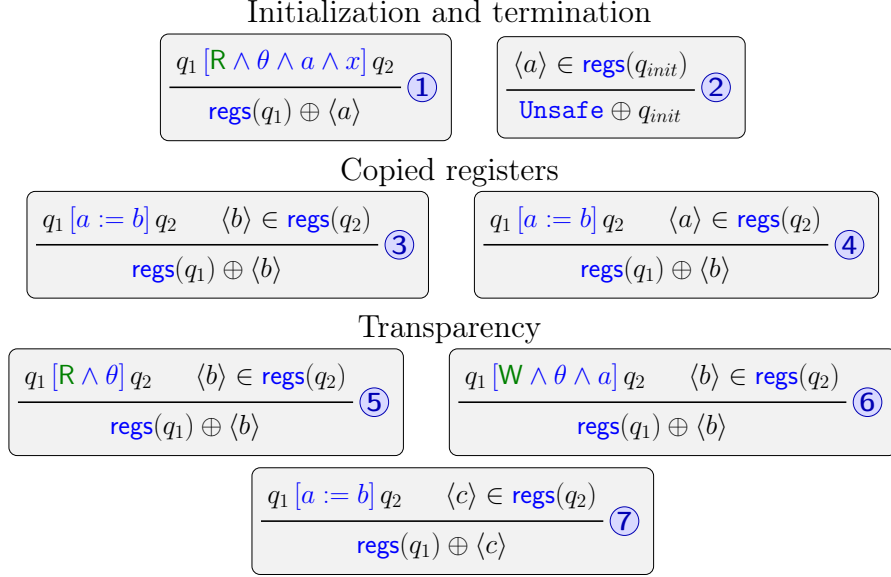 Initialization and termination
q₁ [R ∧ θ ∧ a ∧ x] q₂
regs(q₁) ⊕ ⟨a⟩
①
⟨a⟩ ∈ regs(q_init)
Unsafe ⊕ q_init
②
Copied registers
q₁ [a := b] q₂ ⟨b⟩ ∈ regs(q₂)
regs(q₁) ⊕ ⟨b⟩
③
q₁ [a := b] q₂ ⟨a⟩ ∈ regs(q₂)
regs(q₁) ⊕ ⟨b⟩
④
Transparency
q₁ [R ∧ θ] q₂ ⟨b⟩ ∈ regs(q₂)
regs(q₁) ⊕ ⟨b⟩
⑤
q₁ [W ∧ θ ∧ a] q₂ ⟨b⟩ ∈ regs(q₂)
regs(q₁) ⊕ ⟨b⟩
⑥
q₁ [a := b] q₂ ⟨c⟩ ∈ regs(q₂)
regs(q₁) ⊕ ⟨c⟩
⑦